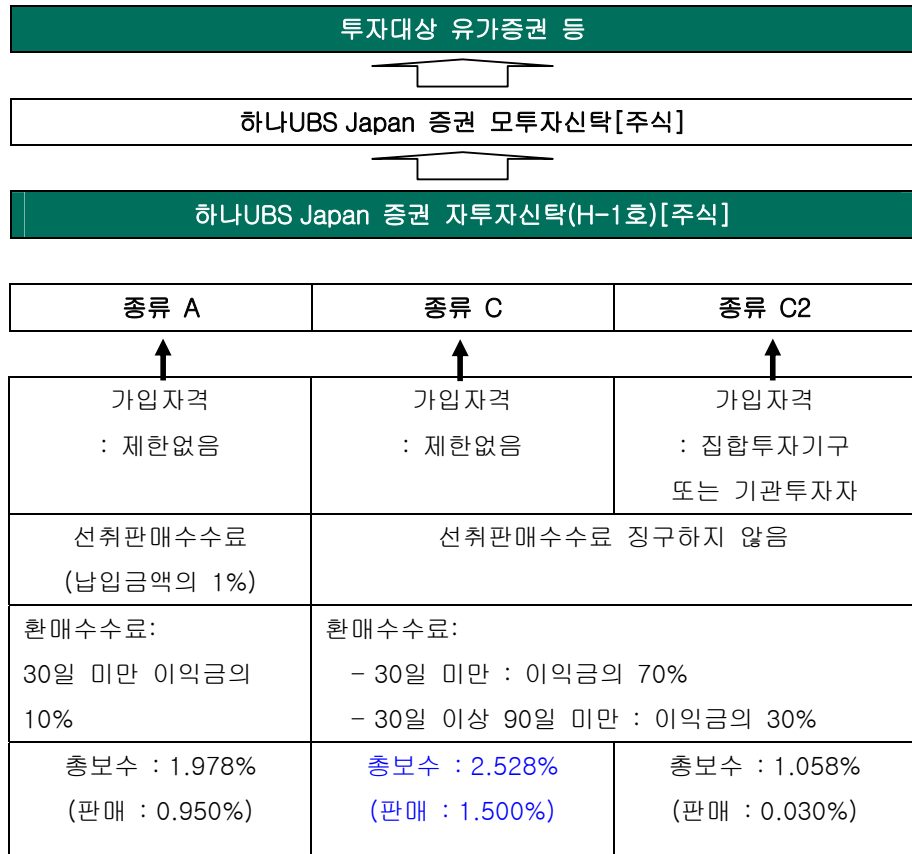 투자대상 유가증권 등
하나UBS Japan 증권 모투자신탁[주식]
하나UBS Japan 증권 자투자신탁(H-1호)[주식]
종류 A
종류 C
종류 C2
가입자격
: 제한없음
가입자격
: 제한없음
가입자격
: 집합투자기구
또는 기관투자자
선취판매수수료
(납입금액의 1%)
선취판매수수료 징구하지 않음
환매수수료:
30일 미만 이익금의
10%
환매수수료:
- 30일 미만 : 이익금의 70%
- 30일 이상 90일 미만 : 이익금의 30%
총보수 : 1.978%
(판매 : 0.950%)
총보수 : 2.528%
(판매 : 1.500%)
총보수 : 1.058%
(판매 : 0.030%)